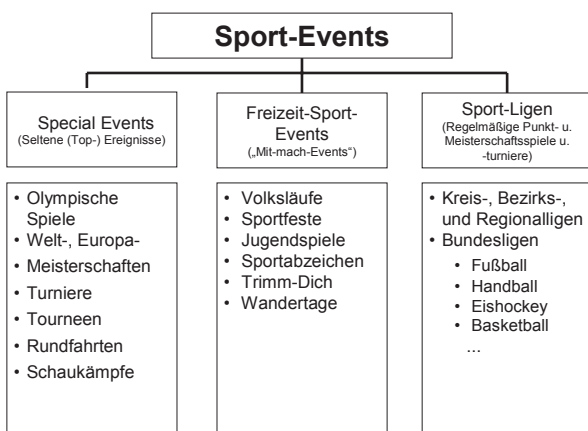 Sport-Events
Special Events
(Seltene (Top-) Ereignisse)
Freizeit-Sport-
Events
(„Mit-mach-Events“)
Sport-Ligen
(Regelmäßige Punkt- u.
Meisterschaftsspiele u.
-turniere)
• Olympische
Spiele
• Welt-, Europa-
• Meisterschaften
• Turniere
• Tourneen
• Rundfahrten
• Schaukämpfe
• Volksläufe
• Sportfeste
• Jugendspiele
• Sportabzeichen
• Trimm-Dich
• Wandertage
• Kreis-, Bezirks-,
und Regionalligen
• Bundesligen
• Fußball
• Handball
• Eishockey
• Basketball
...